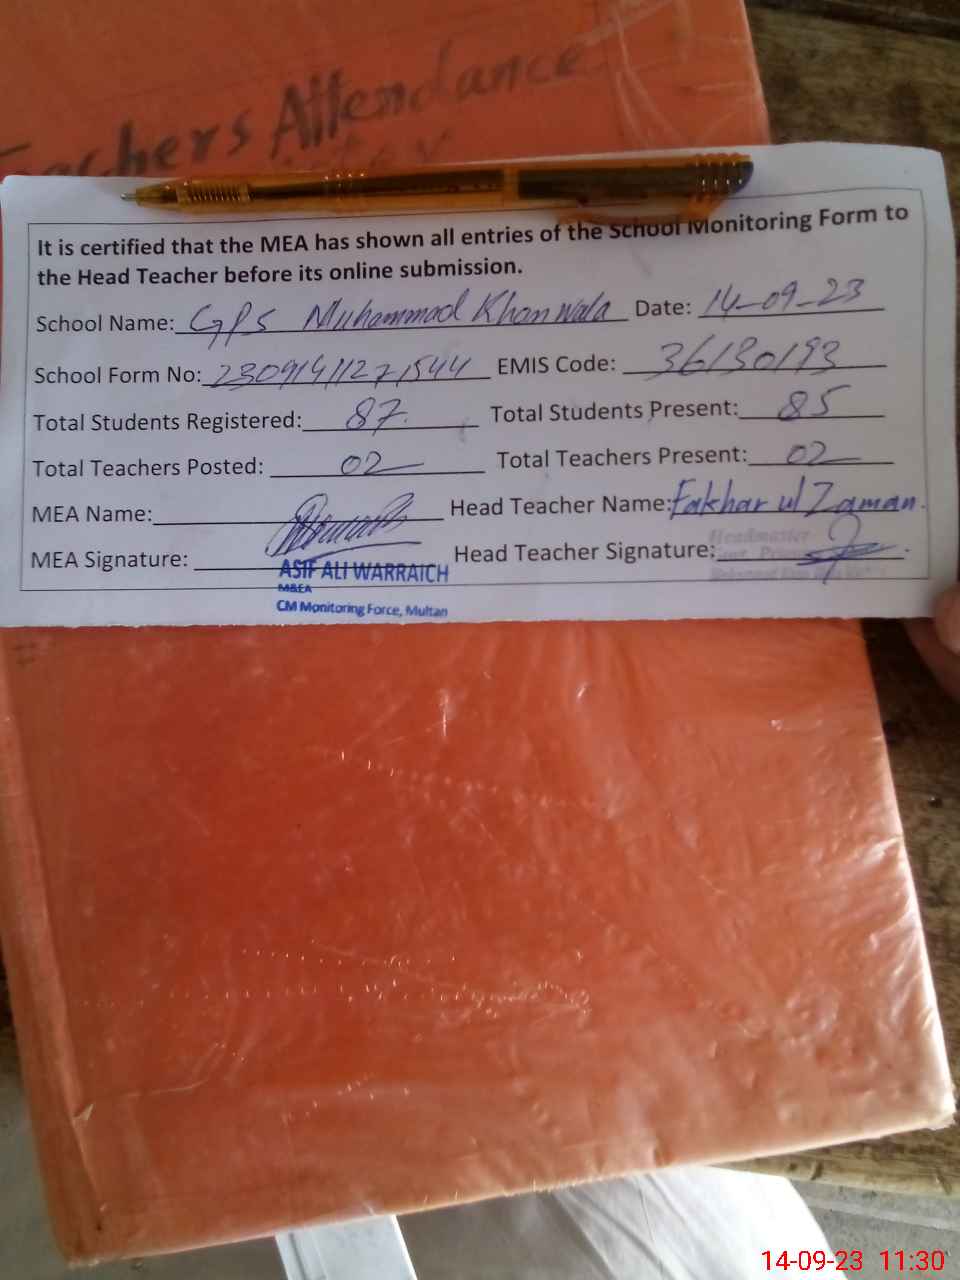 Teachers Attendance
It is certified that the MEA has shown all entries of the School Monitoring Form to
the Head Teacher before its online submission.
School Name: GPS Muhammad Khan Wala Date: 14-09-23
School Form No: 230914112271544 EMIS Code: 36130193
Total Students Registered: 87 Total Students Present: 85
Total Teachers Posted: 02 Total Teachers Present: 02
MEA Name: Head Teacher Name: Fakhar ul Zaman.
MEA Signature: Head Teacher Signature:
Headmaster
ASIF ALI WARRAICH
M&EA
CM Monitoring Force, Multan
14-09-23 11:30